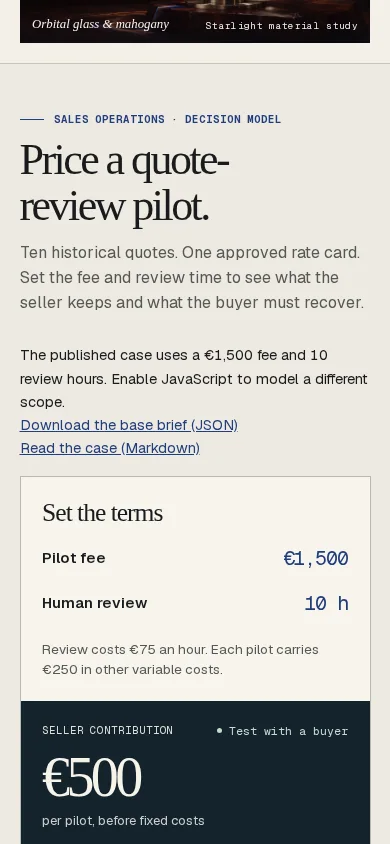 Orbital glass & mahogany
Starlight material study
SALES OPERATIONS · DECISION MODEL
Price a quote-
review pilot.
Ten historical quotes. One approved rate card.
Set the fee and review time to see what the
seller keeps and what the buyer must recover.
The published case uses a €1,500 fee and 10
review hours. Enable JavaScript to model a different
scope.
Download the base brief (JSON)
Read the case (Markdown)
Set the terms
Pilot fee
€1,500
Human review
10 h
Review costs €75 an hour. Each pilot carries
€250 in other variable costs.
SELLER CONTRIBUTION
Test with a buyer
€500
per pilot, before fixed costs